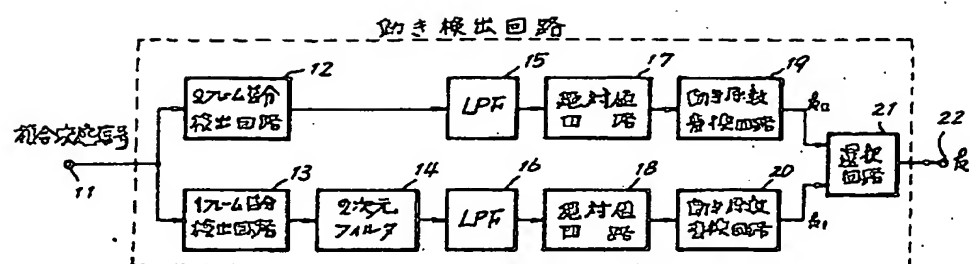 動き検出回路
12
15
17
19
2フレーム差分
検出回路
LPF
絶対値
回路
動き係数
変換回路
k2
21
22
複合映像信号
11
選択
回路
k
13
14
16
18
20
1フレーム差分
検出回路
2次元
フィルタ
LPF
絶対値
回路
動き係数
変換回路
k1